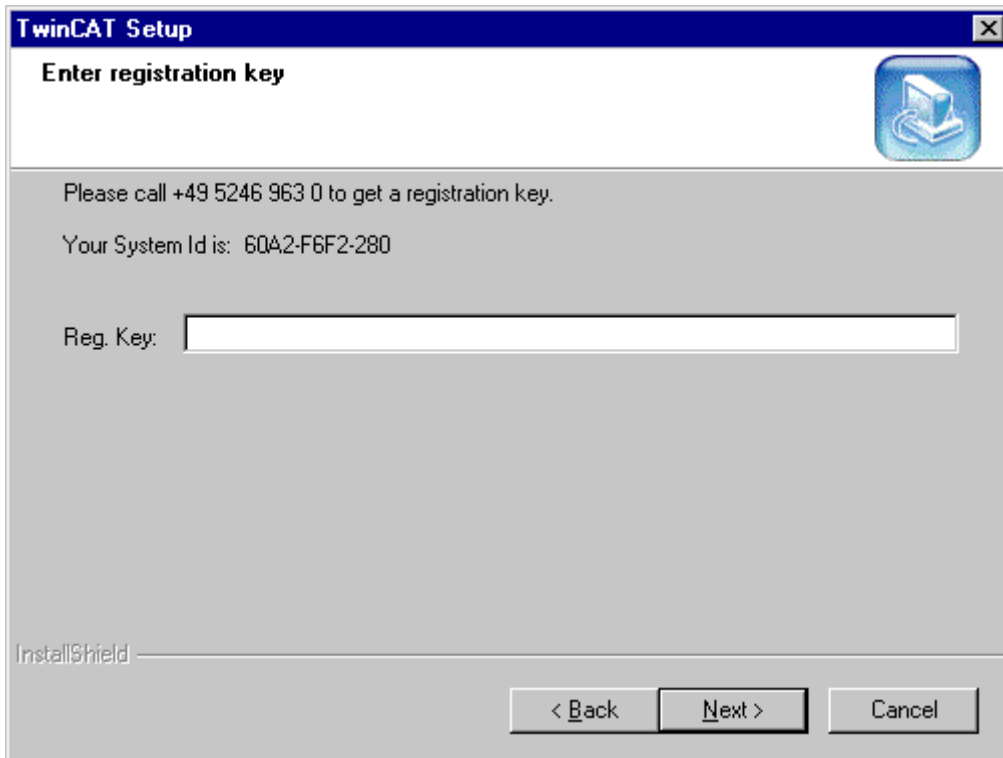 TwinCAT Setup
Enter registration key
Please call +49 5246 963 0 to get a registration key.
Your System Id is: 60A2-F6F2-280
Reg. Key:
InstallShield
< Back Next > Cancel